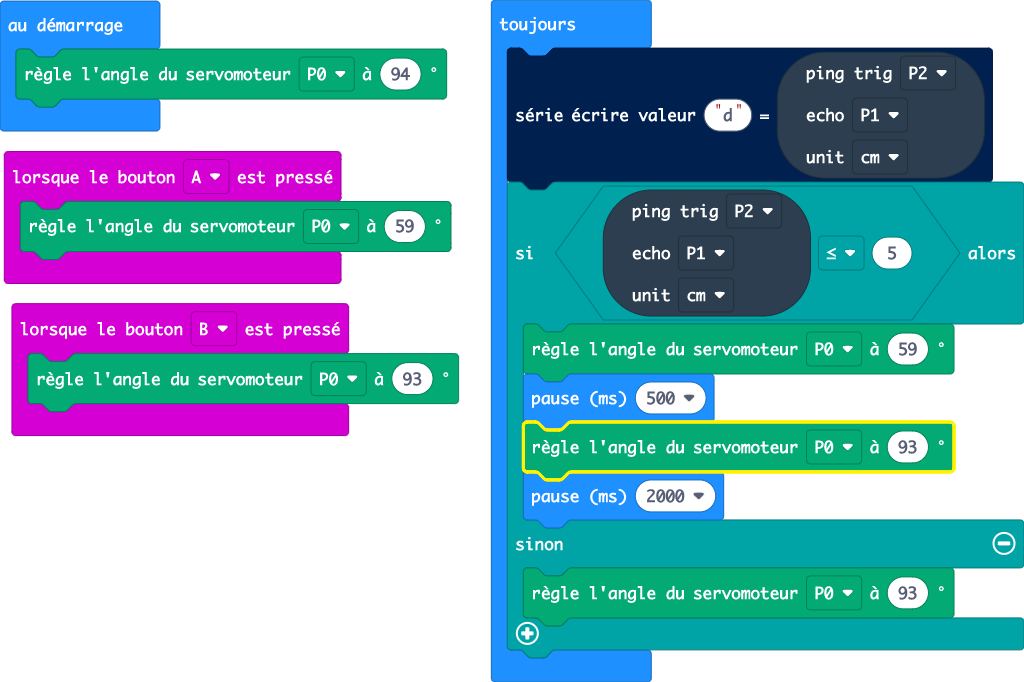 au démarrage
règle l'angle du servomoteur P0 à 94 °
lorsque le bouton A est pressé
règle l'angle du servomoteur P0 à 59 °
lorsque le bouton B est pressé
règle l'angle du servomoteur P0 à 93 °
toujours
série écrire valeur "d" = ping trig P2
echo P1
unit cm
si ping trig P2
echo P1 ≤ 5 alors
unit cm
règle l'angle du servomoteur P0 à 59 °
pause (ms) 500
règle l'angle du servomoteur P0 à 93 °
pause (ms) 2000
sinon
règle l'angle du servomoteur P0 à 93 °